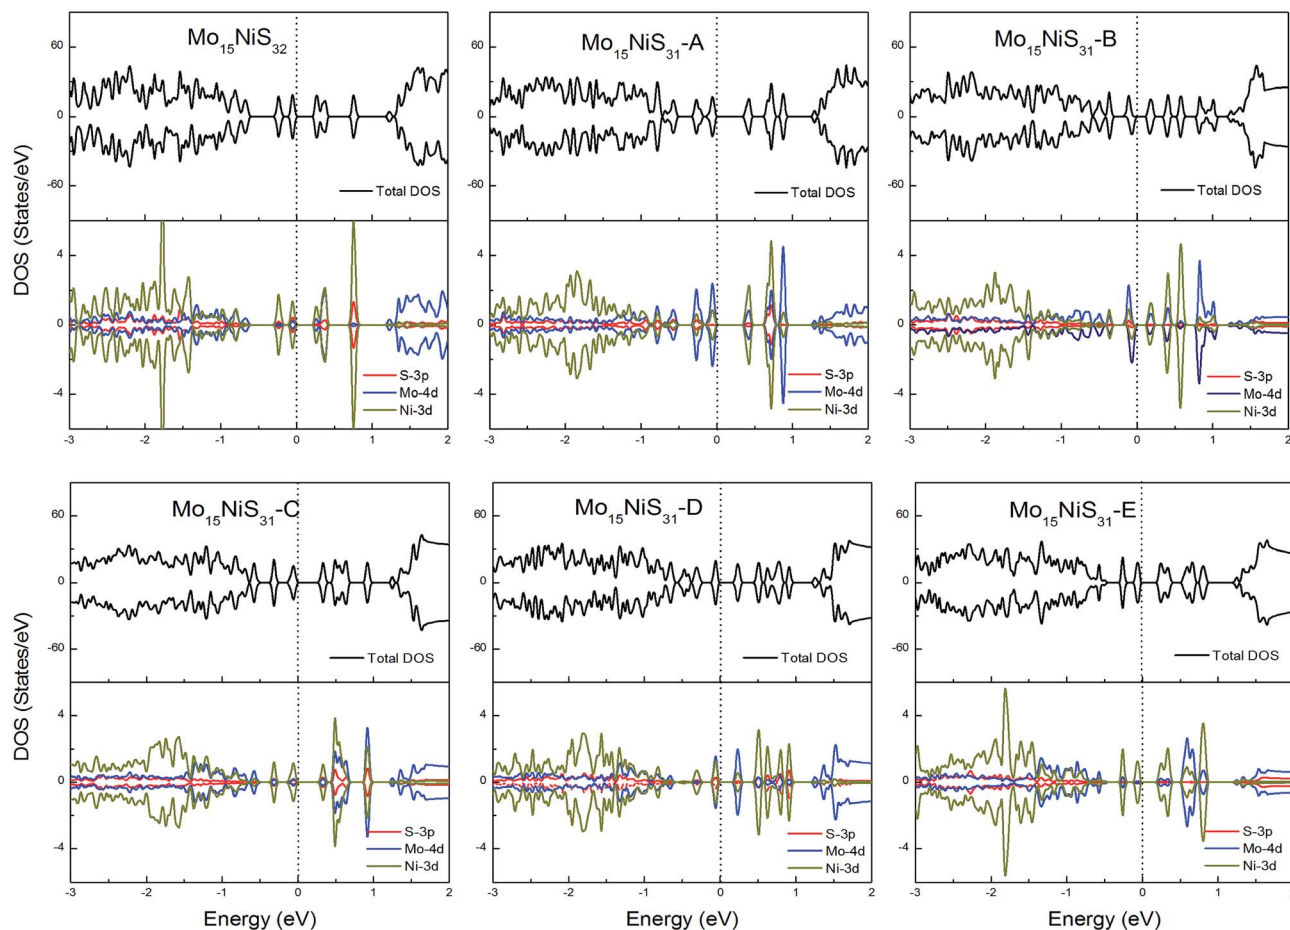 Mo₁₅NiS₃₂
Mo₁₅NiS₃₁-A
Mo₁₅NiS₃₁-B
60
0
-60
60
0
-60
60
0
-60
Total DOS
Total DOS
Total DOS
DOS (States/eV)
4
0
-4
4
0
-4
4
0
-4
S-3p
Mo-4d
Ni-3d
S-3p
Mo-4d
Ni-3d
S-3p
Mo-4d
Ni-3d
-3 -2 -1 0 1 2
-3 -2 -1 0 1 2
-3 -2 -1 0 1 2
Mo₁₅NiS₃₁-C
Mo₁₅NiS₃₁-D
Mo₁₅NiS₃₁-E
60
0
-60
60
0
-60
60
0
-60
Total DOS
Total DOS
Total DOS
DOS (States/eV)
4
0
-4
4
0
-4
4
0
-4
S-3p
Mo-4d
Ni-3d
S-3p
Mo-4d
Ni-3d
S-3p
Mo-4d
Ni-3d
-3 -2 -1 0 1 2
-3 -2 -1 0 1 2
-3 -2 -1 0 1 2
Energy (eV)
Energy (eV)
Energy (eV)